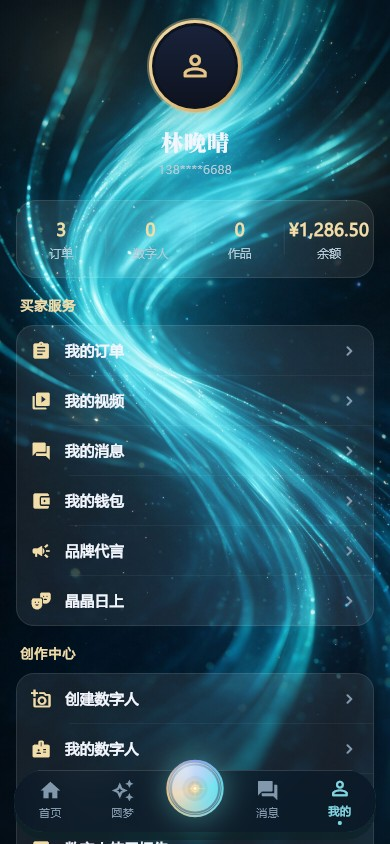 林晚晴
138****6688
3 0 0 ¥1,286.50
订单 数字人 作品 余额
买家服务
我的订单
我的视频
我的消息
我的钱包
品牌代言
晶晶日上
创作中心
创建数字人
我的数字人
首页 圆梦 消息 我的